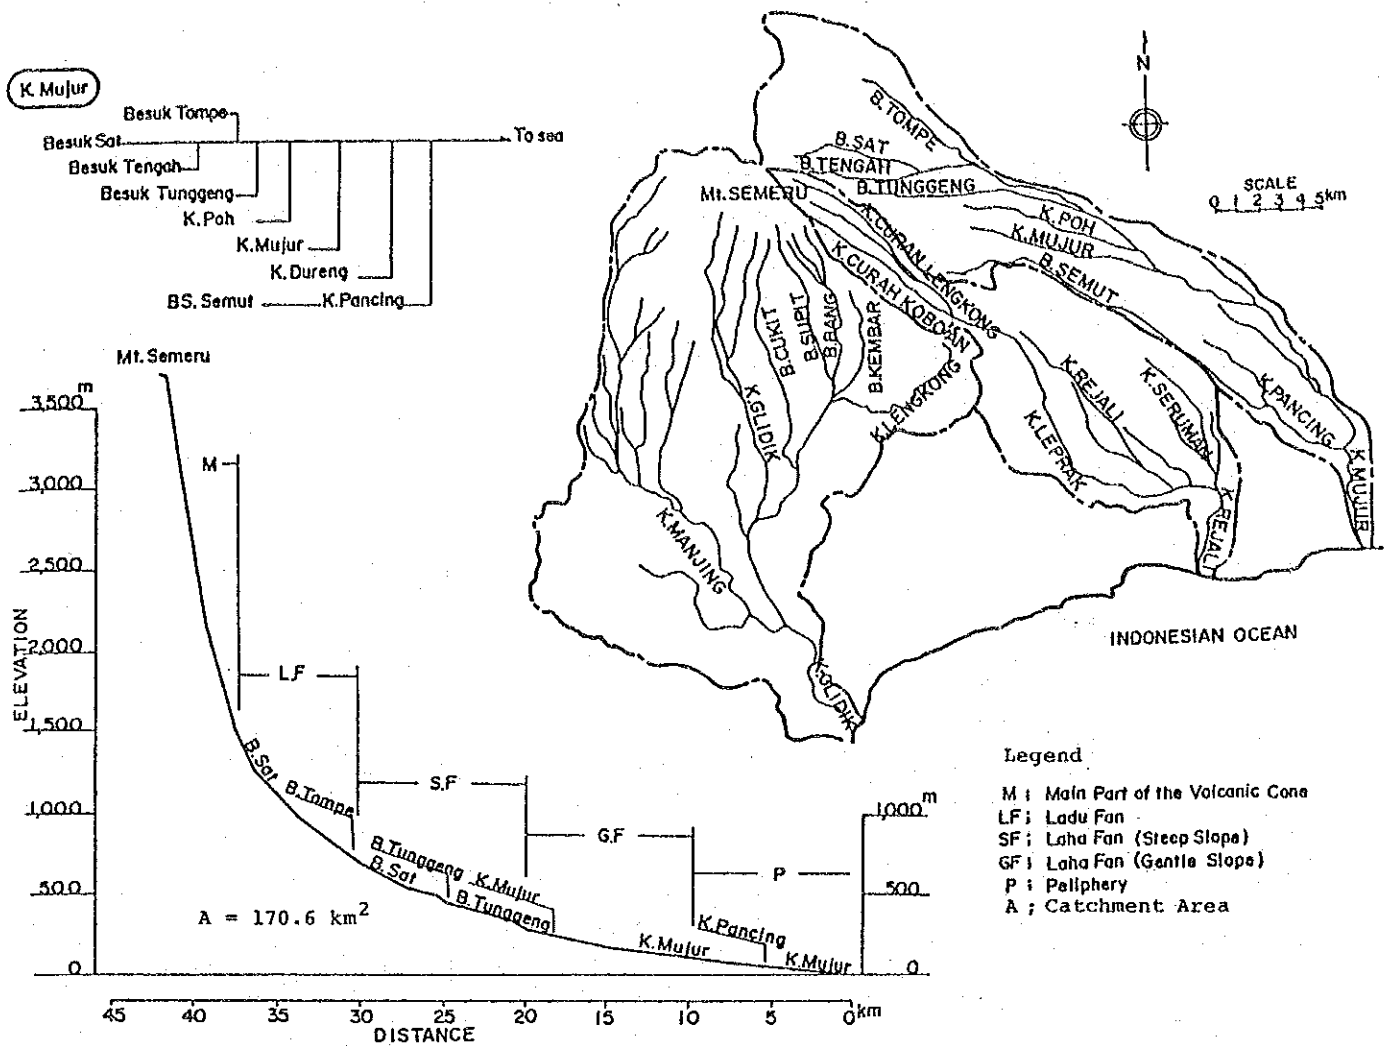 K. Mujur
Besuk Tompe
Besuk Sat
To sea
Besuk Tengah
Besuk Tunggeng
K. Poh
K. Mujur
K. Dureng
BS. Semut
K. Pancing
N
SCALE
0 1 2 3 4 5km
B. TOMPE
B. SAT
B. TENGAH
B. TUNGGENG
Mt. SEMERU
K. POH
K. MUJUR
B. SEMUT
K. CURAN LENGKONG
K. CURAH KOBOAN
B. CUKIT
B. SUPIT
B. BANG
B. KEMBAR
K. GLIDIK
K. LENGKONG
K. REJALI
K. SERUMAN
K. LEPRAK
K. PANCING
K. MUJUR
K. REJALI
K. MANJING
K. GLIDIK
INDONESIAN OCEAN
Mt. Semeru
m
3,500
3,000
2,500
2,000
1,500
1,000
500
0
ELEVATION
M
L.F
S.F
G.F
P
B. Sat
B. Tompe
B. Tunggeng
B. Sat
K. Mujur
B. Tunggeng
K. Mujur
K. Pancing
K. Mujur
1,000 m
500
0
A = 170.6 km²
45 40 35 30 25 20 15 10 5 0 km
DISTANCE
Legend
M ; Main Part of the Volcanic Cone
LF ; Ladu Fan
SF ; Laha Fan (Steep Slope)
GF ; Laha Fan (Gentle Slope)
P ; Peliphery
A ; Catchment Area